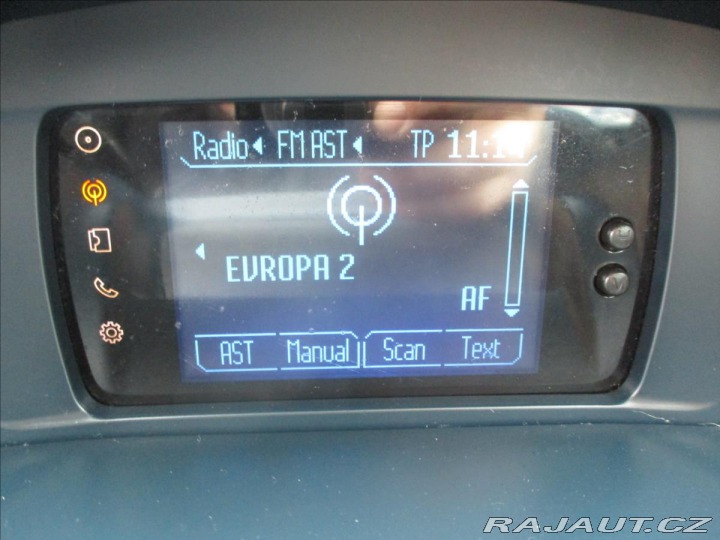 Radio FM AST TP
EVROPA 2
AF
AST Manual Scan Text
RAJAUT.CZ